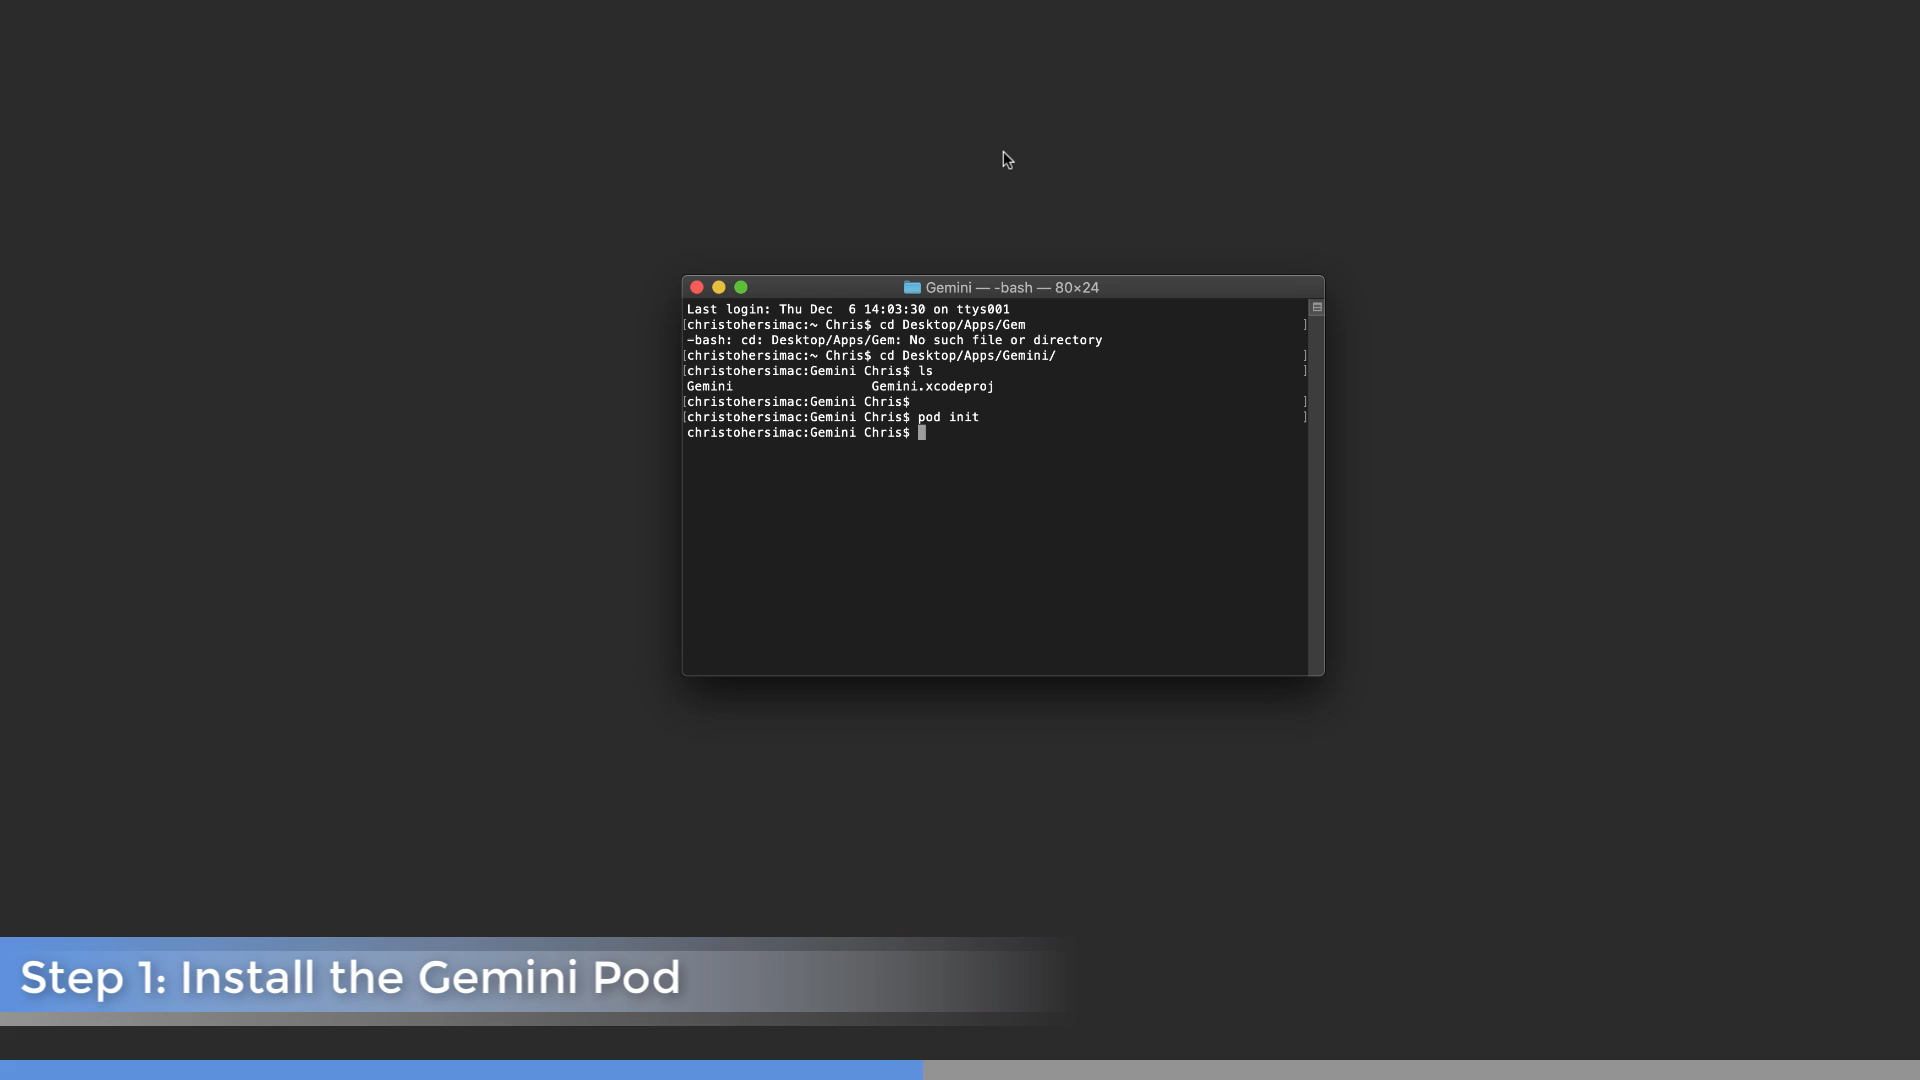 Gemini — -bash — 80×24
Last login: Thu Dec  6 14:03:30 on ttys001
[christohersimac:~ Chris$ cd Desktop/Apps/Gem ]
-bash: cd: Desktop/Apps/Gem: No such file or directory
[christohersimac:~ Chris$ cd Desktop/Apps/Gemini/ ]
[christohersimac:Gemini Chris$ ls ]
Gemini                  Gemini.xcodeproj
[christohersimac:Gemini Chris$ ]
[christohersimac:Gemini Chris$ pod init ]
christohersimac:Gemini Chris$
Step 1: Install the Gemini Pod